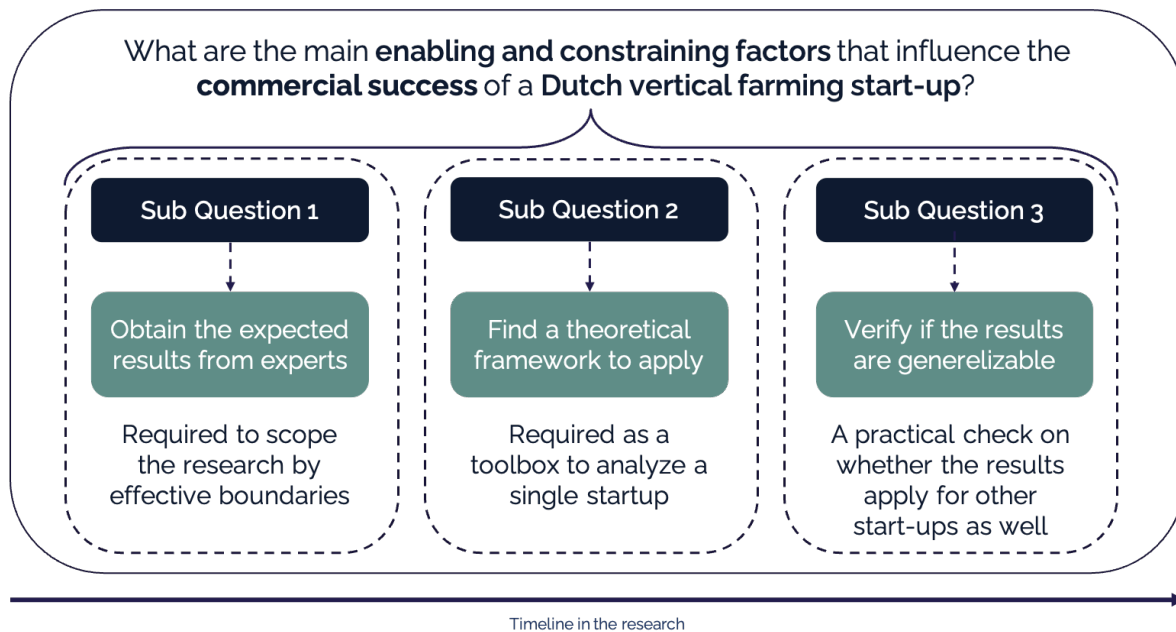 What are the main enabling and constraining factors that influence the
commercial success of a Dutch vertical farming start-up?
Sub Question 1
Obtain the expected
results from experts
Required to scope
the research by
effective boundaries
Sub Question 2
Find a theoretical
framework to apply
Required as a
toolbox to analyze a
single startup
Sub Question 3
Verify if the results
are generelizable
A practical check on
whether the results
apply for other
start-ups as well
Timeline in the research